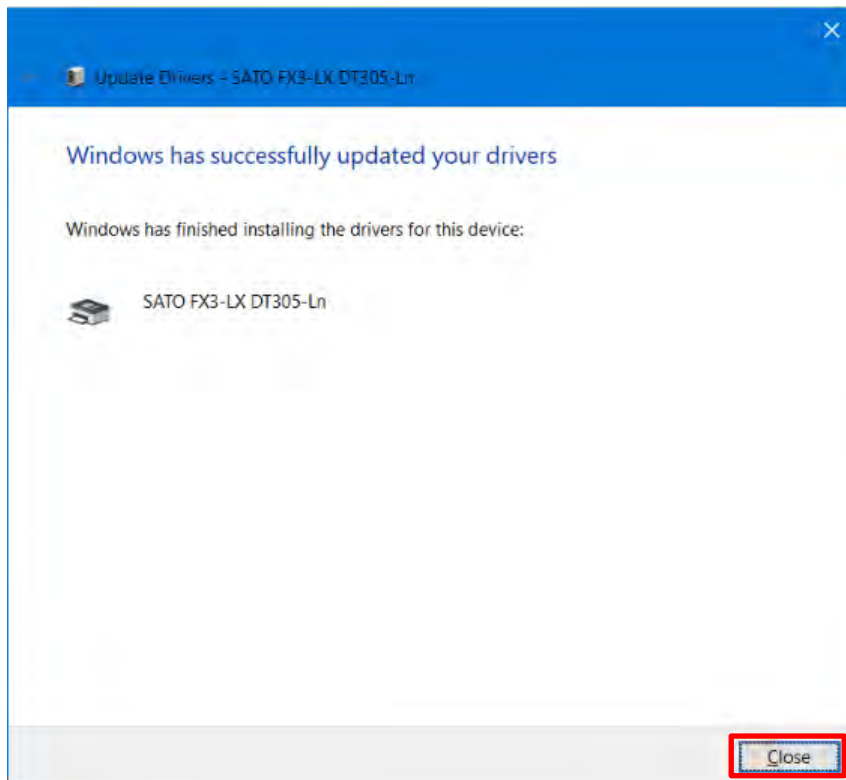 Update Drivers - SATO FX3-LX DT305-Ln
Windows has successfully updated your drivers
Windows has finished installing the drivers for this device:
SATO FX3-LX DT305-Ln
Close